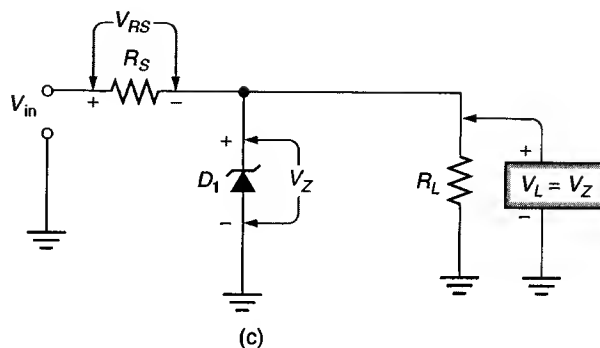 V_RS
R_S
+ −
V_in
+
D_1 V_Z
−
R_L
+
V_L = V_Z
−
(c)